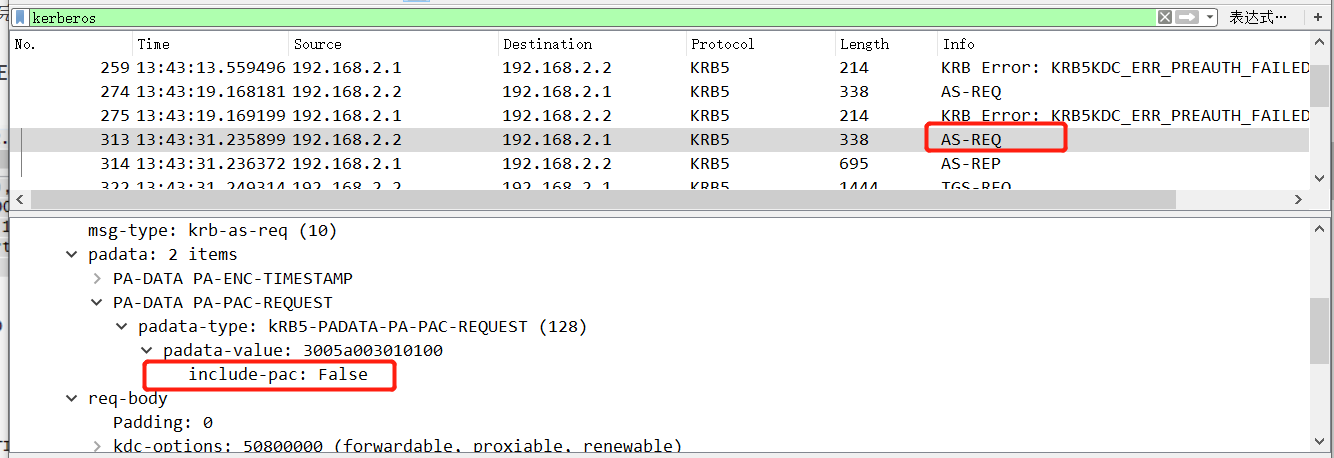 kerberos 表达式… +
No. Time Source Destination Protocol Length Info
259 13:43:13.559496 192.168.2.1 192.168.2.2 KRB5 214 KRB Error: KRB5KDC_ERR_PREAUTH_FAILED
274 13:43:19.168181 192.168.2.2 192.168.2.1 KRB5 338 AS-REQ
275 13:43:19.169199 192.168.2.1 192.168.2.2 KRB5 214 KRB Error: KRB5KDC_ERR_PREAUTH_FAILED
313 13:43:31.235899 192.168.2.2 192.168.2.1 KRB5 338 AS-REQ
314 13:43:31.236372 192.168.2.1 192.168.2.2 KRB5 695 AS-REP
322 13:43:31.249314 192.168.2.2 192.168.2.1 KRB5 1444 TGS-REQ
msg-type: krb-as-req (10)
padata: 2 items
PA-DATA PA-ENC-TIMESTAMP
PA-DATA PA-PAC-REQUEST
padata-type: kRB5-PADATA-PA-PAC-REQUEST (128)
padata-value: 3005a003010100
include-pac: False
req-body
Padding: 0
kdc-options: 50800000 (forwardable, proxiable, renewable)